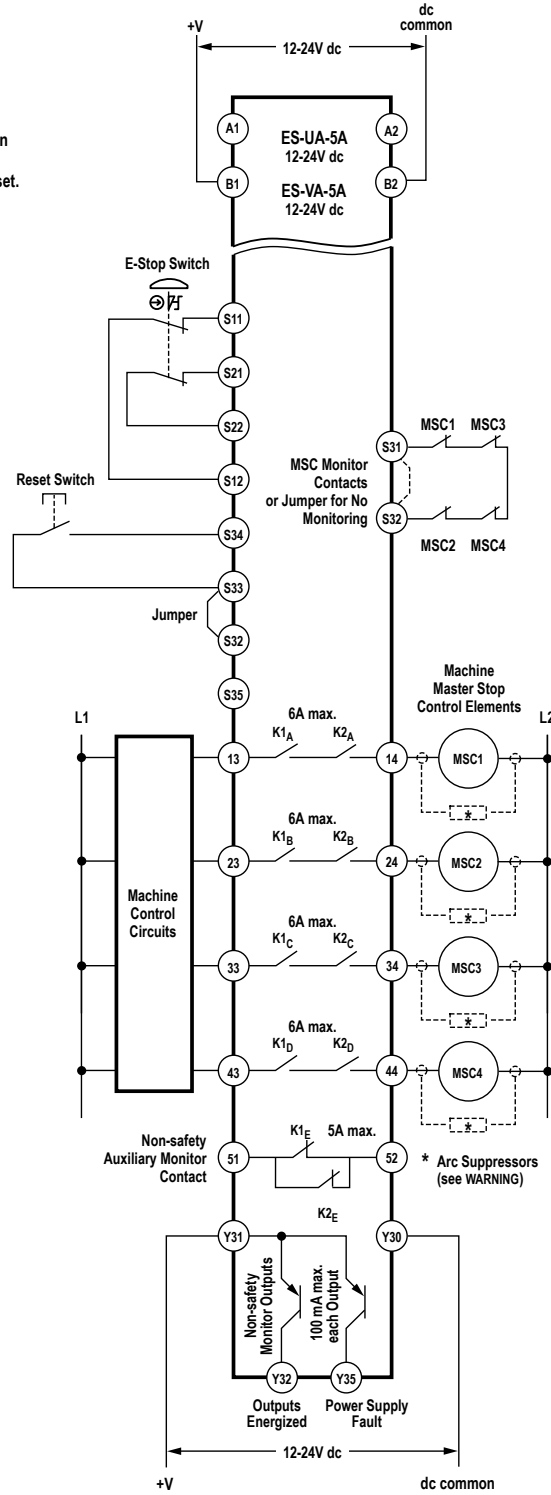 +V
dc
common
12-24V dc
n
set.
A1
A2
ES-UA-5A
12-24V dc
B1
B2
ES-VA-5A
12-24V dc
E-Stop Switch
S11
S21
S22
S12
MSC1 MSC3
S31
MSC Monitor
Contacts
or Jumper for No
Monitoring
S32
MSC2 MSC4
Reset Switch
S34
S33
Jumper
S32
S35
Machine
Master Stop
Control Elements
L1
L2
6A max.
K1A K2A
13
14
MSC1
*
6A max.
K1B K2B
23
24
MSC2
*
Machine
Control
Circuits
6A max.
K1C K2C
33
34
MSC3
*
6A max.
K1D K2D
43
44
MSC4
*
Non-safety
Auxiliary Monitor
Contact
K1E 5A max.
51
52
* Arc Suppressors
(see WARNING)
K2E
Y31
Y30
Non-safety
Monitor Outputs
100 mA max.
each Output
Y32
Y35
Outputs
Energized
Power Supply
Fault
12-24V dc
+V
dc common